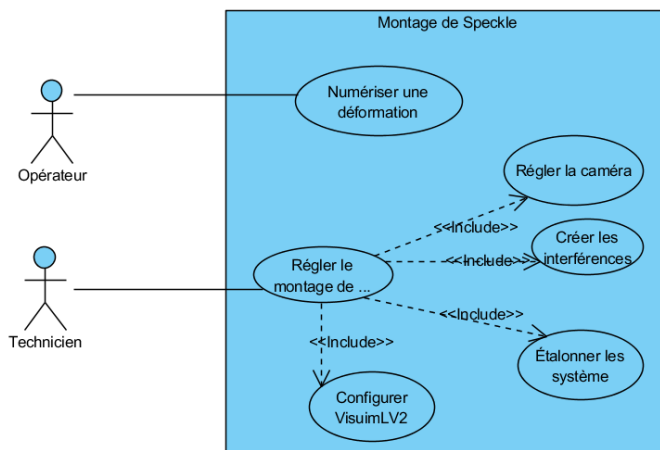 Montage de Speckle
Numériser une
déformation
Opérateur
Régler la caméra
<<Include>>
Créer les
interférences
<<Include>>
Régler le
montage de ...
Technicien
<<Include>>
Étalonner les
système
<<Include>>
Configurer
VisuimLV2